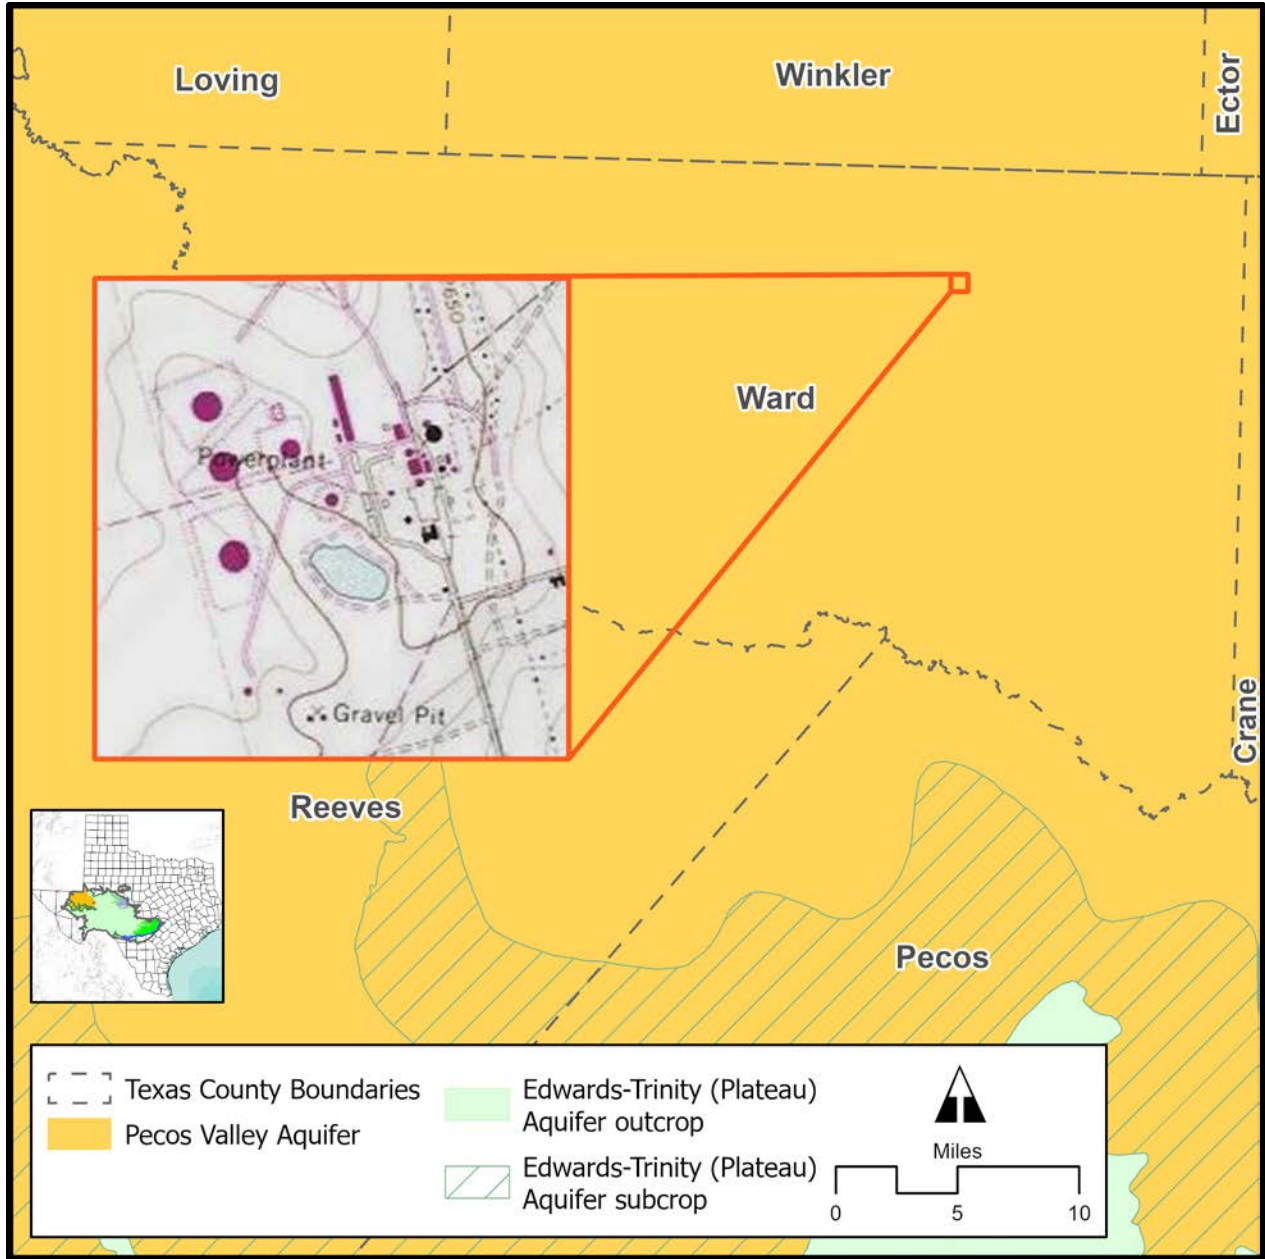 Loving
Winkler
Ector
650
Ward
Powerplant
Gravel Pit
Crane
Reeves
Pecos
Texas County Boundaries
Pecos Valley Aquifer
Edwards-Trinity (Plateau)
Aquifer outcrop
Edwards-Trinity (Plateau)
Aquifer subcrop
Miles
0 5 10